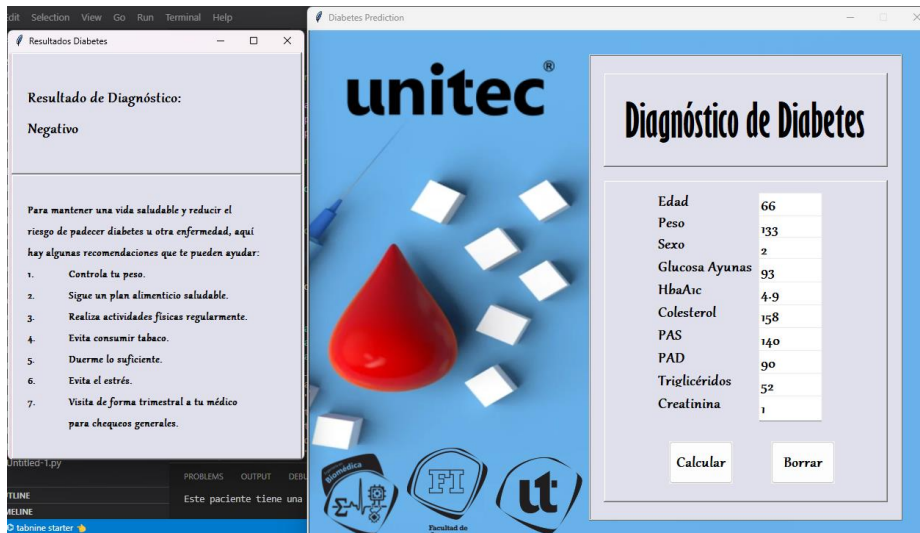 dit Selection View Go Run Terminal Help
Resultados Diabetes
Resultado de Diagnóstico:
Negativo
Para mantener una vida saludable y reducir el
riesgo de padecer diabetes u otra enfermedad, aquí
hay algunas recomendaciones que te pueden ayudar:
1. Controla tu peso.
2. Sigue un plan alimenticio saludable.
3. Realiza actividades físicas regularmente.
4. Evita consumir tabaco.
5. Duerme lo suficiente.
6. Evita el estrés.
7. Visita de forma trimestral a tu médico
para chequeos generales.
Untitled-1.py
UTLINE
MELINE
tabnine starter
PROBLEMS OUTPUT DEBU
Este paciente tiene una
Diabetes Prediction
unitec®
Biomédica
FI
Facultad de
ut
Diagnóstico de Diabetes
Edad 66
Peso 133
Sexo 2
Glucosa Ayunas 93
HbaA1c 4.9
Colesterol 158
PAS 140
PAD 90
Triglicéridos 52
Creatinina 1
Calcular Borrar